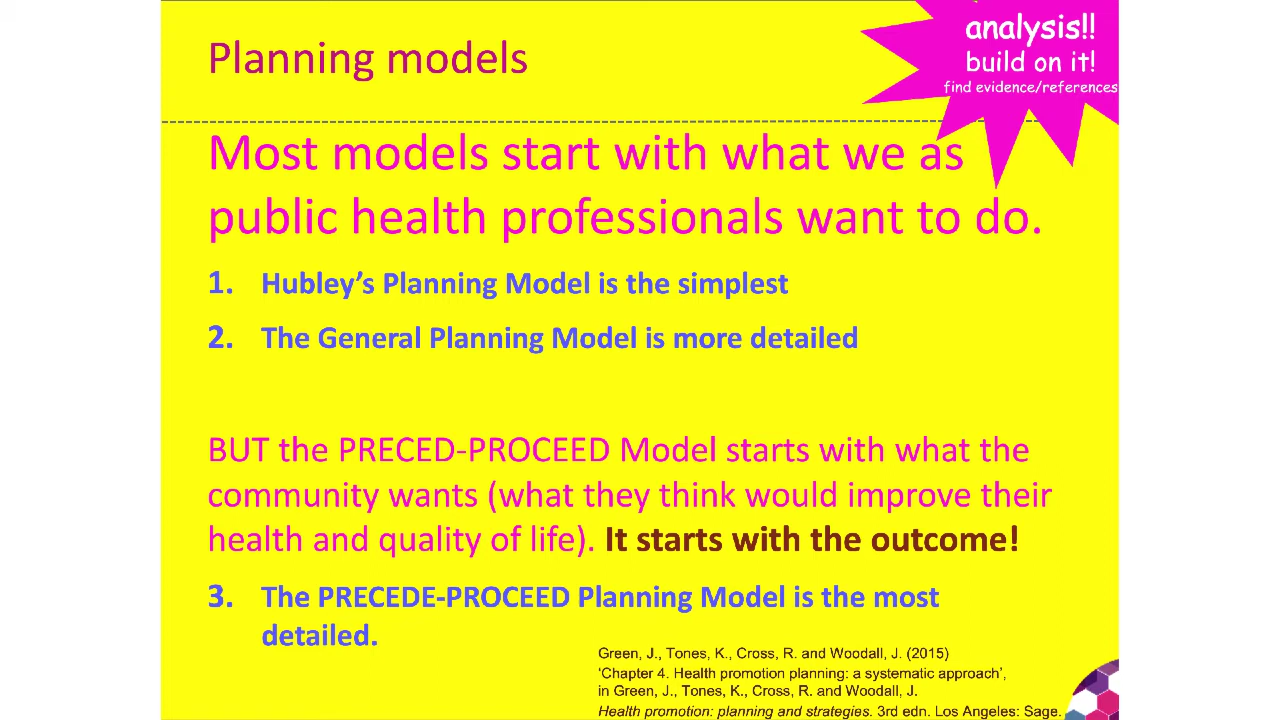 Planning models
analysis!!
build on it!
find evidence/references
Most models start with what we as
public health professionals want to do.
1. Hubley’s Planning Model is the simplest
2. The General Planning Model is more detailed
BUT the PRECED-PROCEED Model starts with what the
community wants (what they think would improve their
health and quality of life). It starts with the outcome!
3. The PRECEDE-PROCEED Planning Model is the most
detailed.
Green, J., Tones, K., Cross, R. and Woodall, J. (2015)
‘Chapter 4. Health promotion planning: a systematic approach’,
in Green, J., Tones, K., Cross, R. and Woodall, J.
Health promotion: planning and strategies. 3rd edn. Los Angeles: Sage.